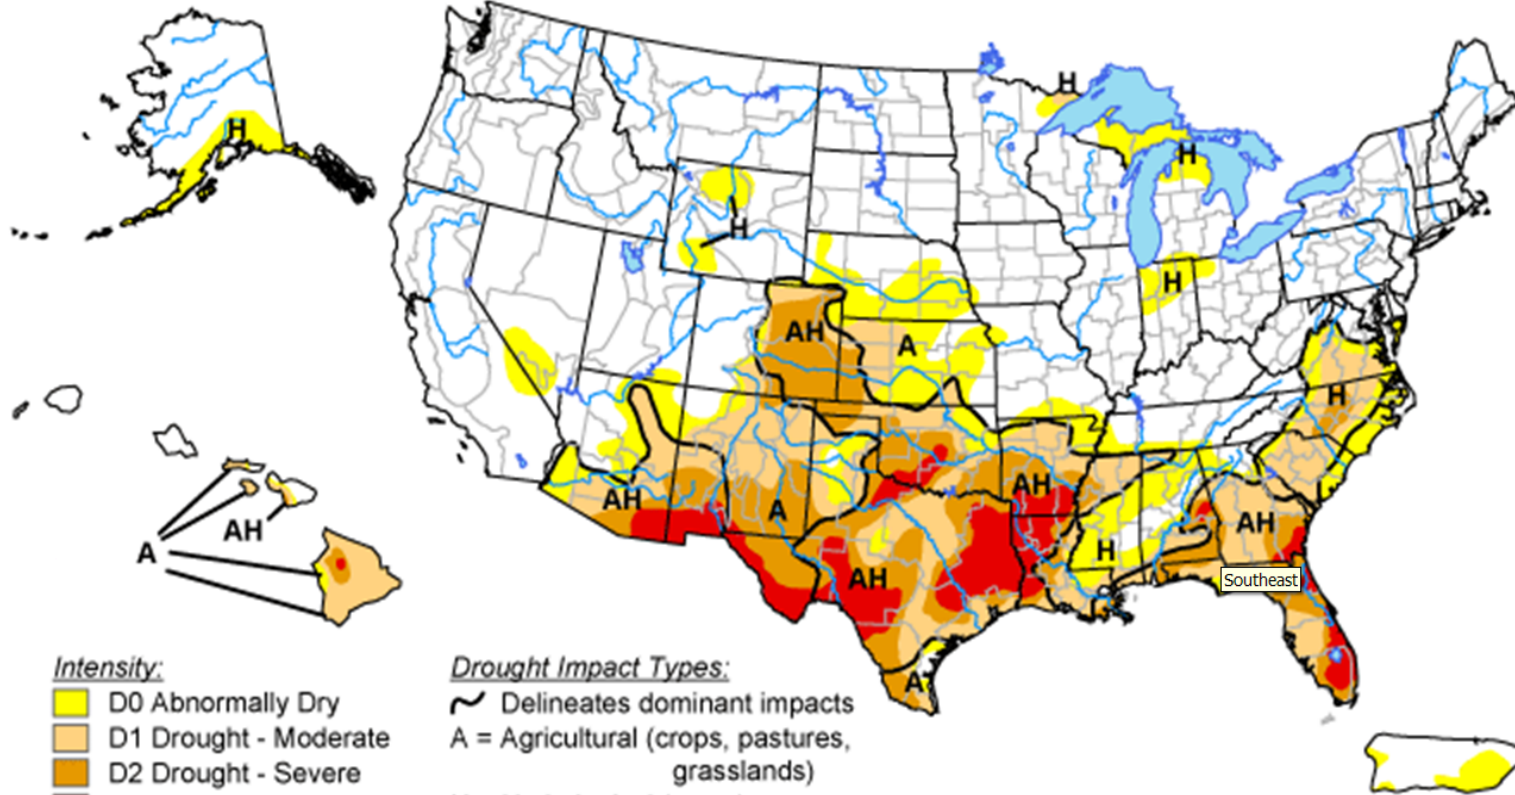 H
H
H
H
H
AH
A
H
AH
A
AH
AH
H
AH
A
AH
Southeast
A
Intensity:
D0 Abnormally Dry
D1 Drought - Moderate
D2 Drought - Severe
Drought Impact Types:
Delineates dominant impacts
A = Agricultural (crops, pastures,
grasslands)